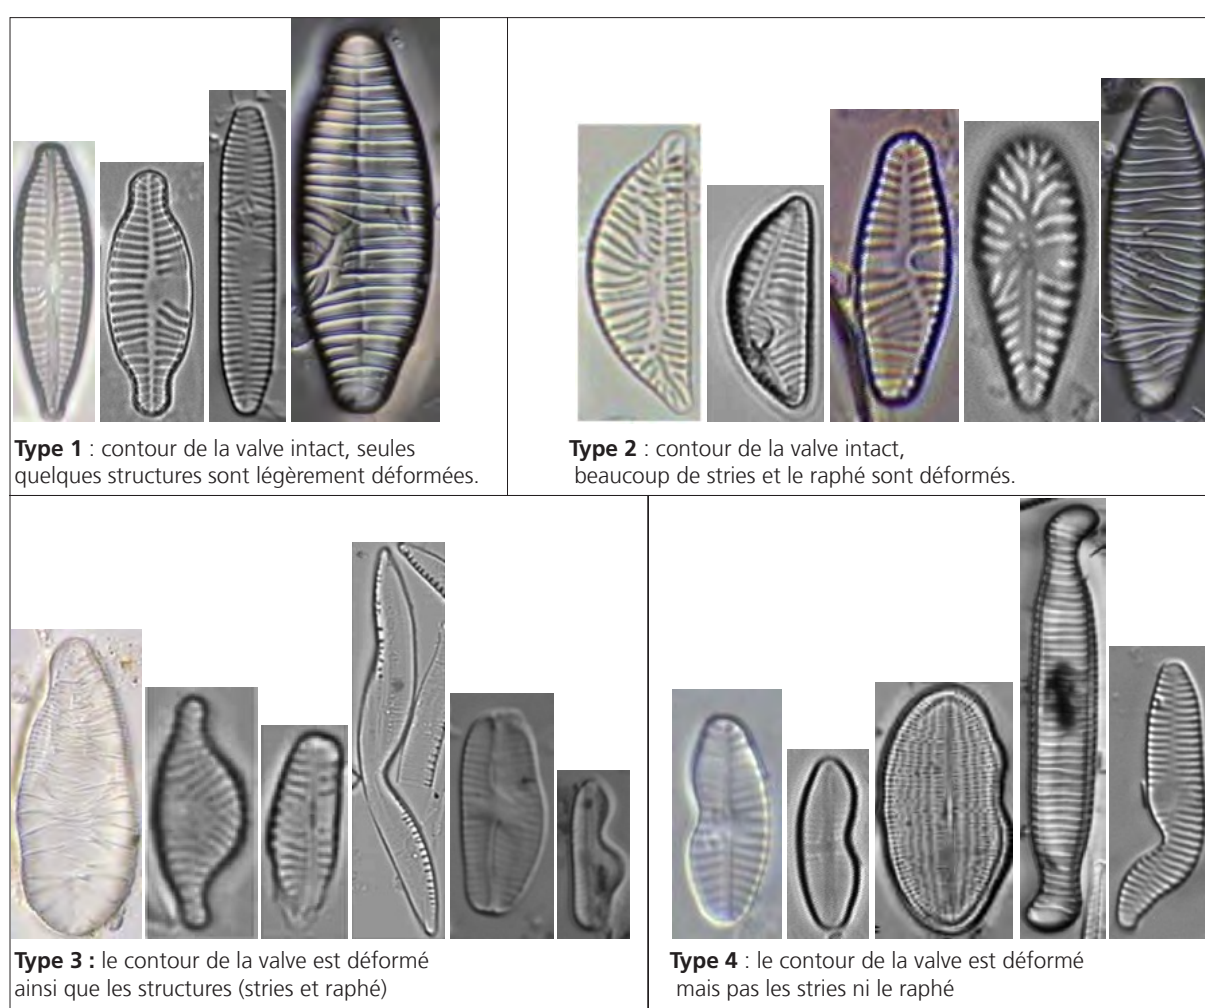 Type 1 : contour de la valve intact, seules
quelques structures sont légèrement déformées.
Type 2 : contour de la valve intact,
beaucoup de stries et le raphé sont déformés.
Type 3 : le contour de la valve est déformé
ainsi que les structures (stries et raphé)
Type 4 : le contour de la valve est déformé
mais pas les stries ni le raphé